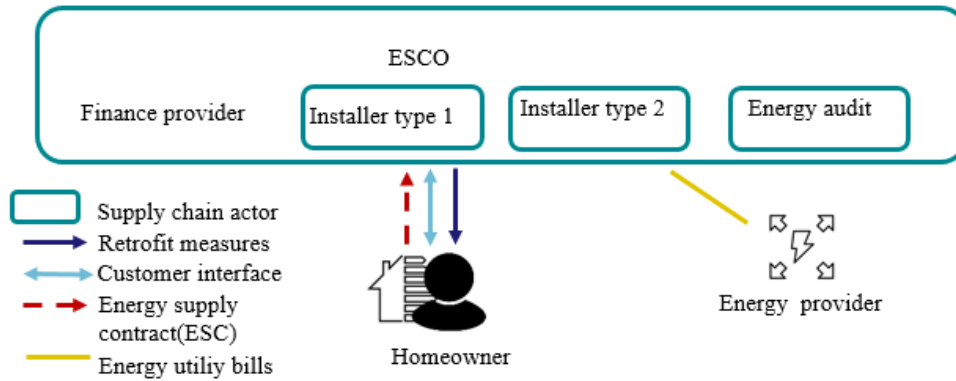 ESCO
Finance provider
Installer type 1
Installer type 2
Energy audit
Supply chain actor
Retrofit measures
Customer interface
Energy supply
contract(ESC)
Energy utiliy bills
Homeowner
Energy provider